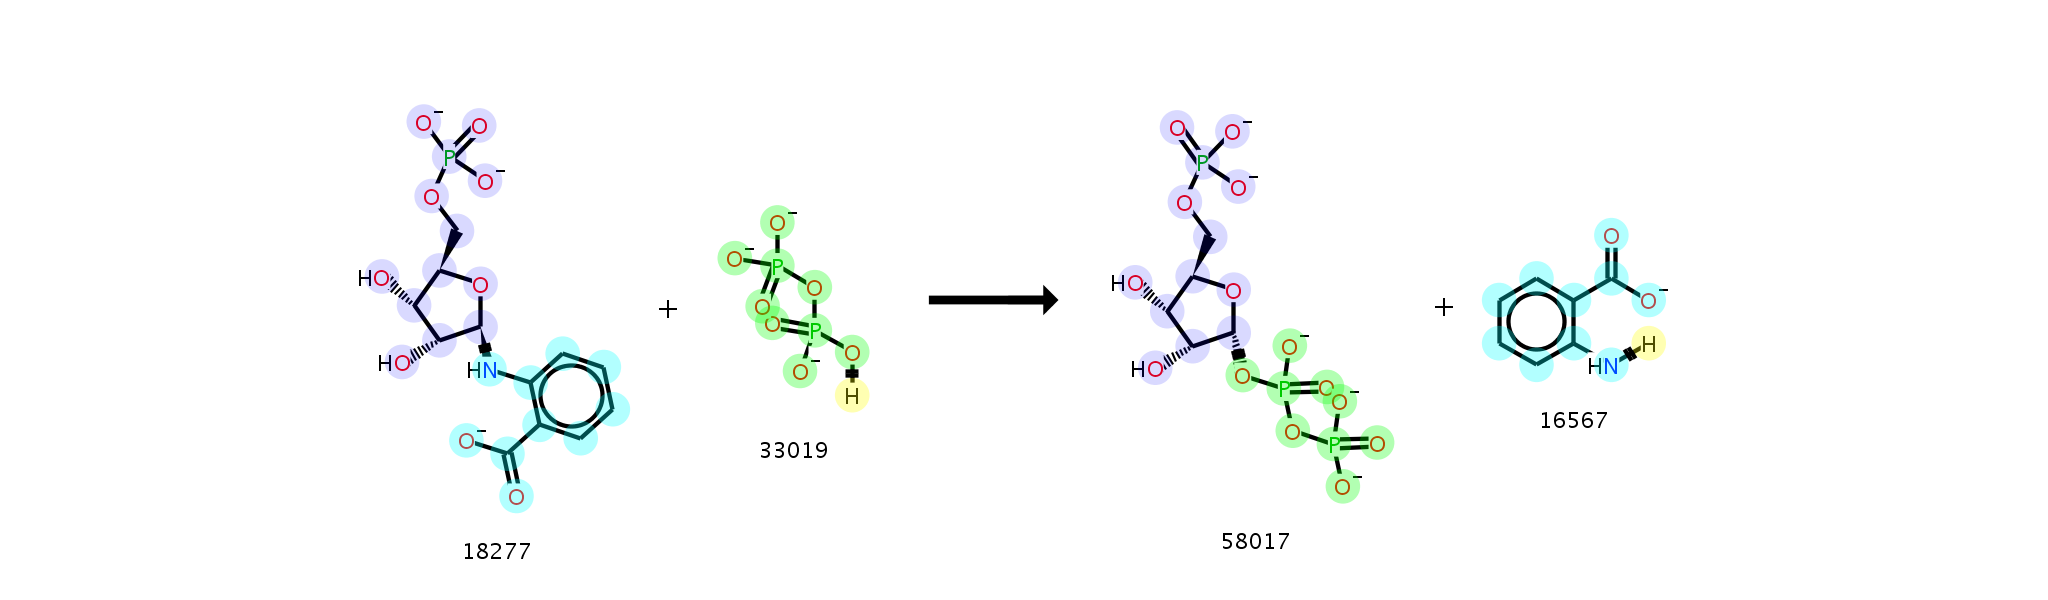 O⁻ O
P
O O⁻
HO O
HO
HN
O⁻
O
18277
+
O⁻
O⁻ P
O O
O P
O⁻ O
H
33019
O O⁻
P
O O⁻
HO O
HO
O⁻
O P O O⁻
O P O
O⁻
58017
+
O
O⁻
HN H
16567